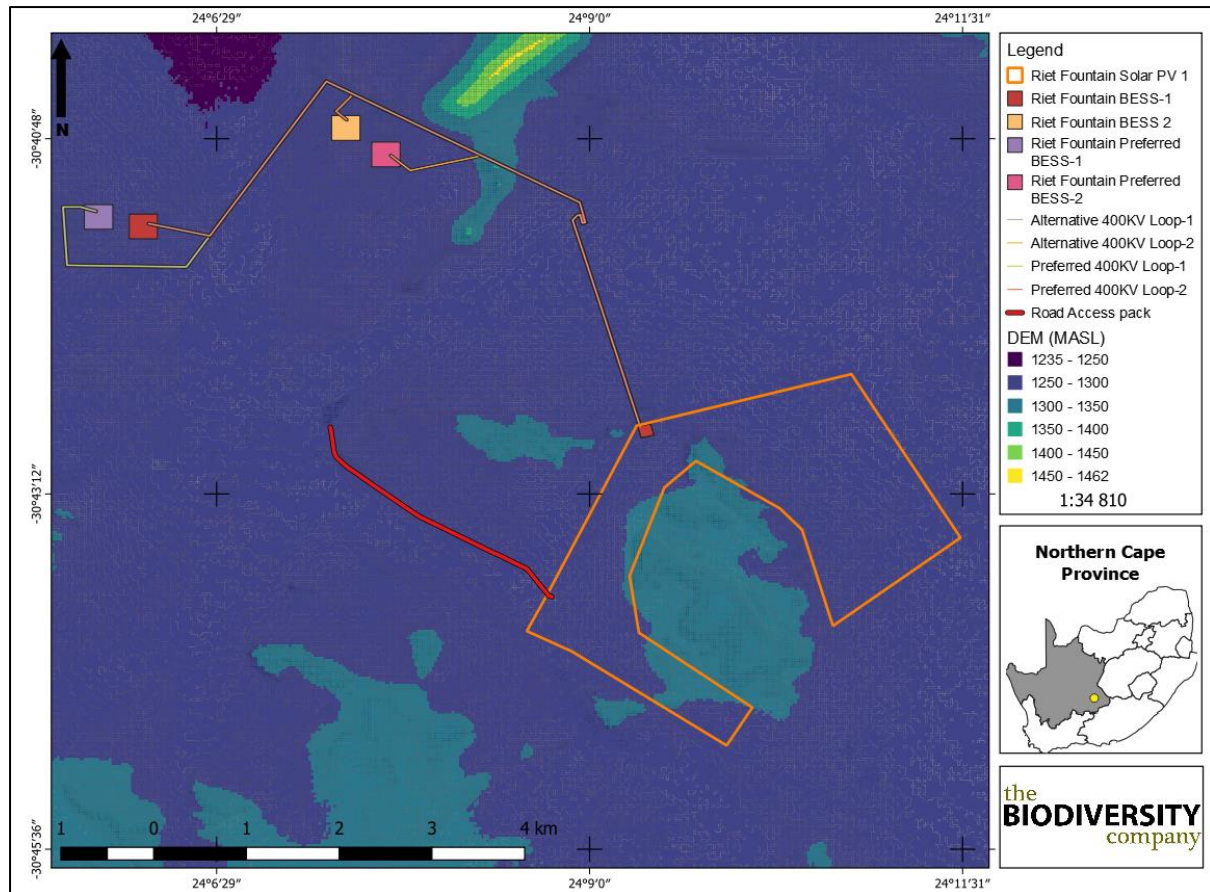 24°6′29″
24°9′0″
24°11′31″
N
-30°40′48″
-30°43′12″
-30°45′36″
1
0
1
2
3
4 km
24°6′29″
24°9′0″
24°11′31″
Legend
Riet Fountain Solar PV 1
Riet Fountain BESS-1
Riet Fountain BESS 2
Riet Fountain Preferred
BESS-1
Riet Fountain Preferred
BESS-2
Alternative 400KV Loop-1
Alternative 400KV Loop-2
Preferred 400KV Loop-1
Preferred 400KV Loop-2
Road Access pack
DEM (MASL)
1235 - 1250
1250 - 1300
1300 - 1350
1350 - 1400
1400 - 1450
1450 - 1462
1:34 810
Northern Cape
Province
the
BIODIVERSITY
company